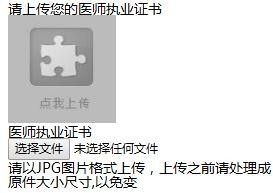 请上传您的医师执业证书
点我上传
医师执业证书
选择文件 未选择任何文件
请以JPG图片格式上传，上传之前请处理成
原件大小尺寸,以免变